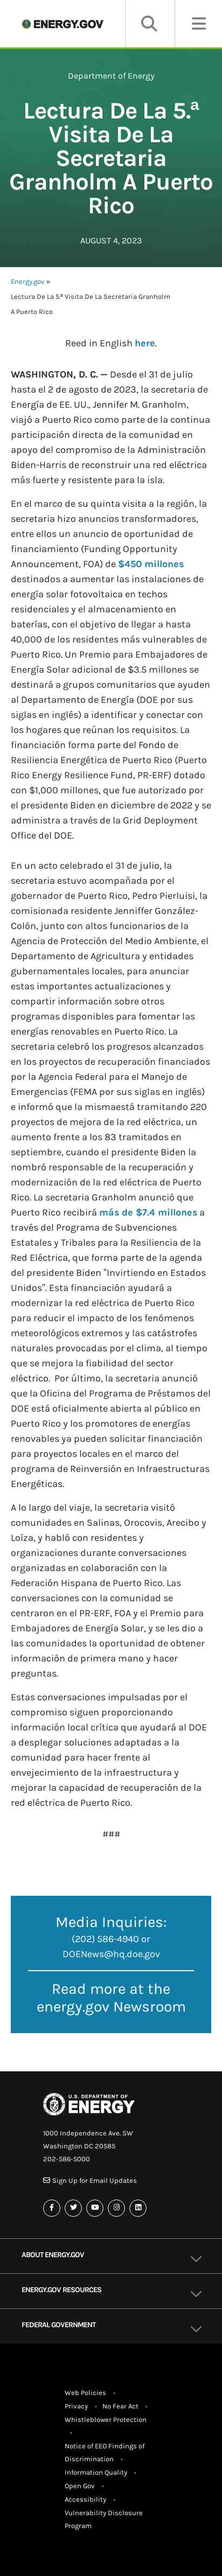 ENERGY.GOV
Department of Energy
Lectura De La 5.ª
Visita De La
Secretaria
Granholm A Puerto
Rico
AUGUST 4, 2023
Energy.gov »
Lectura De La 5.ª Visita De La Secretaria Granholm
A Puerto Rico
Reed in English here.
WASHINGTON, D. C. — Desde el 31 de julio
hasta el 2 de agosto de 2023, la secretaria de
Energía de EE. UU., Jennifer M. Granholm,
viajó a Puerto Rico como parte de la continua
participación con la comunidad local en
apoyo del compromiso de la Administración
Biden-Harris de reconstruir una red eléctrica
más fuerte y resistente para la isla.
En el marco de su quinta visita a la región, la
secretaria hizo anuncios transformadores,
entre ellos un anuncio de oportunidad de
financiamiento (Funding Opportunity
Announcement, FOA) de $450 millones
destinados a aumentar las instalaciones de
energía solar fotovoltaica en techos
residenciales y el almacenamiento en
baterías, con el objetivo de llegar a hasta
40,000 de los residentes más vulnerables de
Puerto Rico. Un Premio para Embajadores de
Energía Solar adicional de $3.5 millones se
destinará a grupos comunitarios que ayuden
al Departamento de Energía (DOE por sus
siglas en inglés) a identificar y conectar con
los hogares que reúnan los requisitos. La
financiación forma parte del Fondo de
Resiliencia Energética de Puerto Rico (Puerto
Rico Energy Resilience Fund, PR-ERF) dotado
con $1,000 millones, que fue autorizado por
el presidente Biden en diciembre de 2022 y se
administrará a través de la Grid Deployment
Office del DOE.
En un acto celebrado el 31 de julio, la
secretaria estuvo acompañada por el
gobernador de Puerto Rico, Pedro Pierluisi, la
comisionada residente Jennifer González-
Colón, junto con altos funcionarios de la
Agencia de Protección del Medio Ambiente, el
Departamento de Agricultura y entidades
gubernamentales locales, para anunciar
estas importantes actualizaciones y
compartir información sobre otros
programas disponibles para fomentar las
energías renovables en Puerto Rico. La
secretaria celebró los progresos alcanzados
en los proyectos de recuperación financiados
por la Agencia Federal para el Manejo de
Emergencias (FEMA por sus siglas en inglés)
e informó que la mismaestá tramitando 220
proyectos de mejora de la red eléctrica, un
aumento frente a los 83 tramitados en
septiembre, cuando el presidente Biden la
nombró responsable de la recuperación y
modernización de la red eléctrica de Puerto
Rico. La secretaria Granholm anunció que
Puerto Rico recibirá más de $7.4 millones a
través del Programa de Subvenciones
Estatales y Tribales para la Resiliencia de la
Red Eléctrica, que forma parte de la agenda
del presidente Biden "Invirtiendo en Estados
Unidos". Esta financiación ayudará a
modernizar la red eléctrica de Puerto Rico
para reducir el impacto de los fenómenos
meteorológicos extremos y las catástrofes
naturales provocadas por el clima, al tiempo
que se mejora la fiabilidad del sector
eléctrico.  Por último, la secretaria anunció
que la Oficina del Programa de Préstamos del
DOE está oficialmente abierta al público en
Puerto Rico y los promotores de energías
renovables ya pueden solicitar financiación
para proyectos locales en el marco del
programa de Reinversión en Infraestructuras
Energéticas.
A lo largo del viaje, la secretaria visitó
comunidades en Salinas, Orocovis, Arecibo y
Loíza, y habló con residentes y
organizaciones durante conversaciones
organizadas en colaboración con la
Federación Hispana de Puerto Rico. Las
conversaciones con la comunidad se
centraron en el PR-ERF, FOA y el Premio para
Embajadores de Energía Solar, y se les dio a
las comunidades la oportunidad de obtener
información de primera mano y hacer
preguntas.
Estas conversaciones impulsadas por el
compromiso siguen proporcionando
información local crítica que ayudará al DOE
a desplegar soluciones adaptadas a la
comunidad para hacer frente al
envejecimiento de la infraestructura y
mejorar la capacidad de recuperación de la
red eléctrica de Puerto Rico.
###
Media Inquiries:
(202) 586-4940 or
DOENews@hq.doe.gov
Read more at the
energy.gov Newsroom
U.S. DEPARTMENT OF
ENERGY
1000 Independence Ave. SW
Washington DC 20585
202-586-5000
Sign Up for Email Updates
ABOUT ENERGY.GOV
ENERGY.GOV RESOURCES
FEDERAL GOVERNMENT
Web Policies •
Privacy • No Fear Act •
Whistleblower Protection
•
Notice of EEO Findings of
Discrimination •
Information Quality •
Open Gov •
Accessibility •
Vulnerability Disclosure
Program